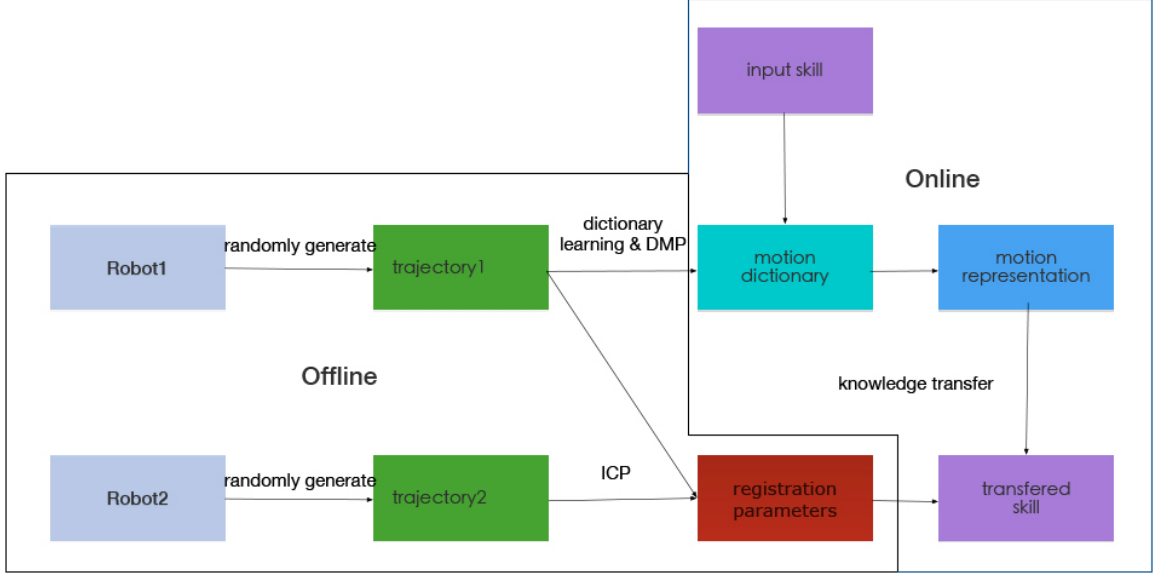 input skill
Online
dictionary
learning & DMP
randomly generate
Robot1
trajectory1
motion
dictionary
motion
representation
Offline
knowledge transfer
randomly generate
ICP
Robot2
trajectory2
registration
parameters
transfered
skill